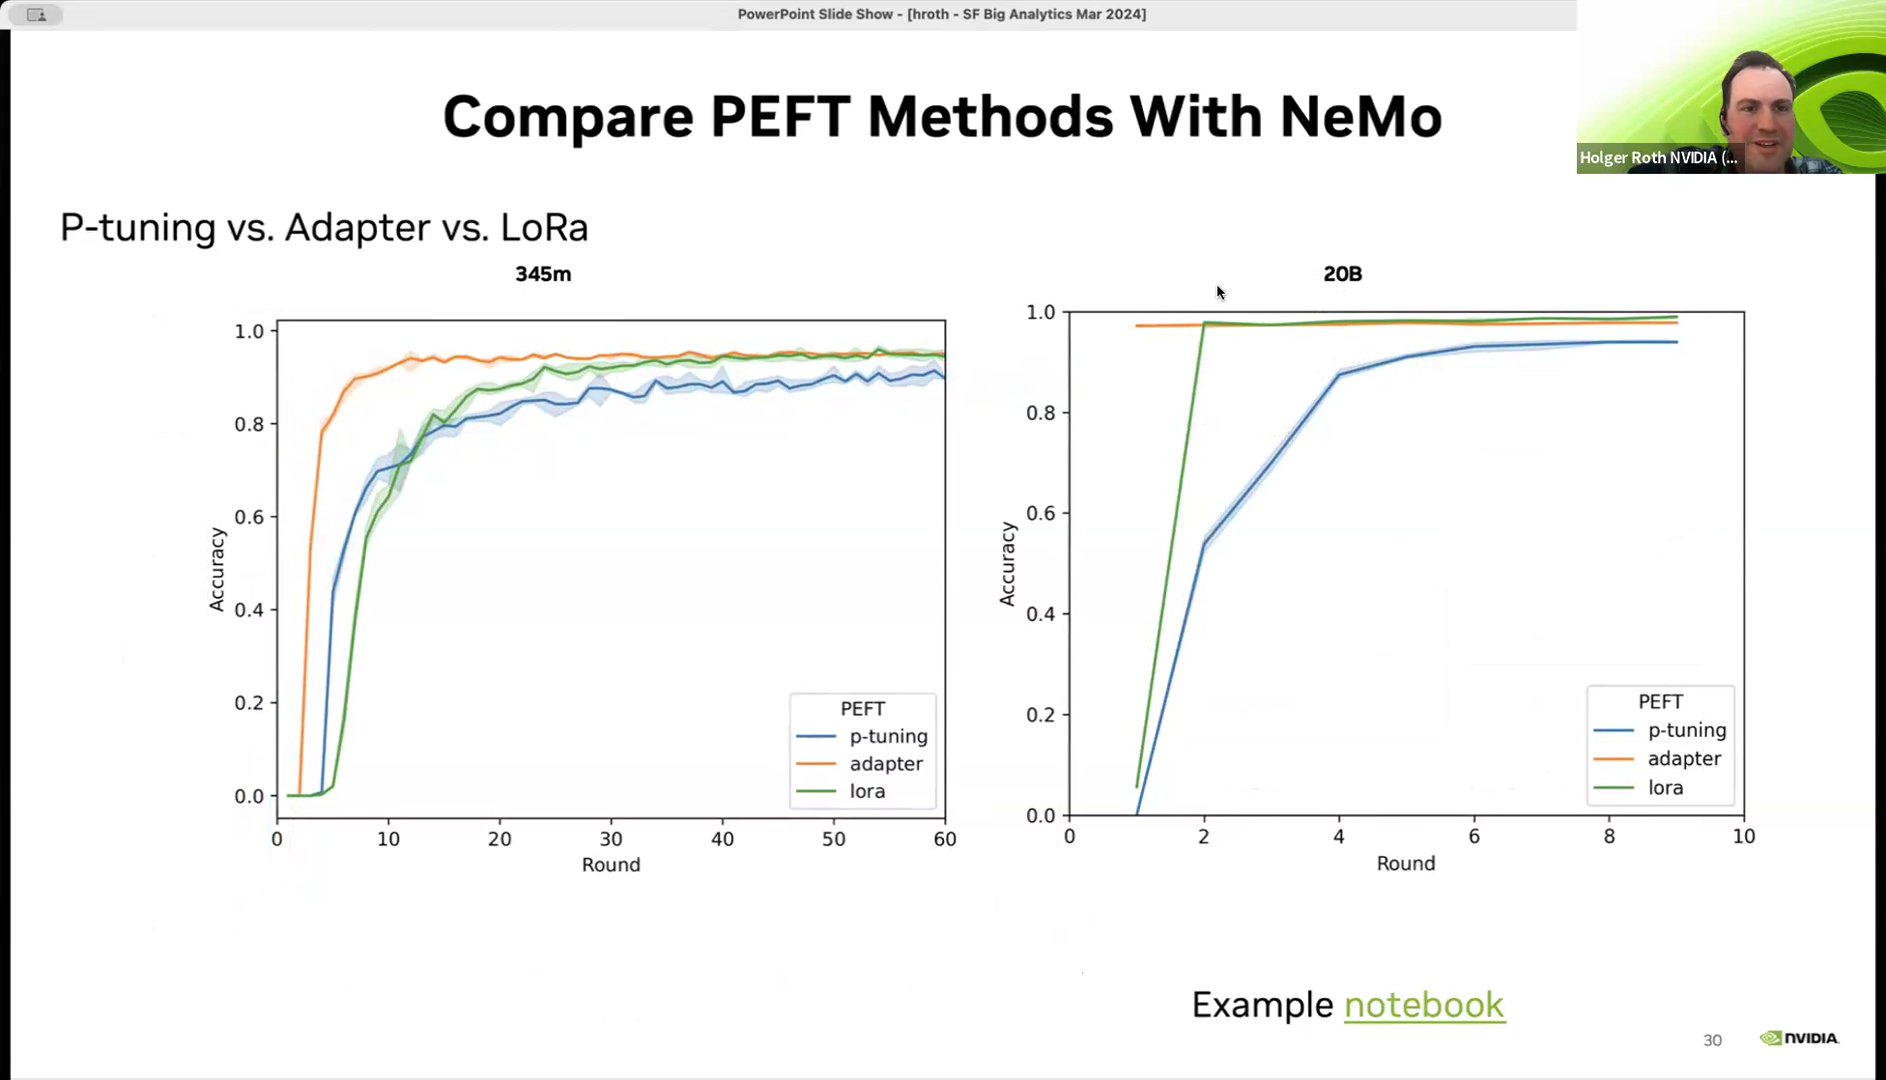 PowerPoint Slide Show - [hroth - SF Big Analytics Mar 2024]
Holger Roth NVIDIA (...
Compare PEFT Methods With NeMo
P-tuning vs. Adapter vs. LoRa
345m
1.0
0.8
0.6
0.4
0.2
0.0
Accuracy
0 10 20 30 40 50 60
Round
PEFT
p-tuning
adapter
lora
20B
1.0
0.8
0.6
0.4
0.2
0.0
Accuracy
0 2 4 6 8 10
Round
PEFT
p-tuning
adapter
lora
Example notebook
30
NVIDIA.